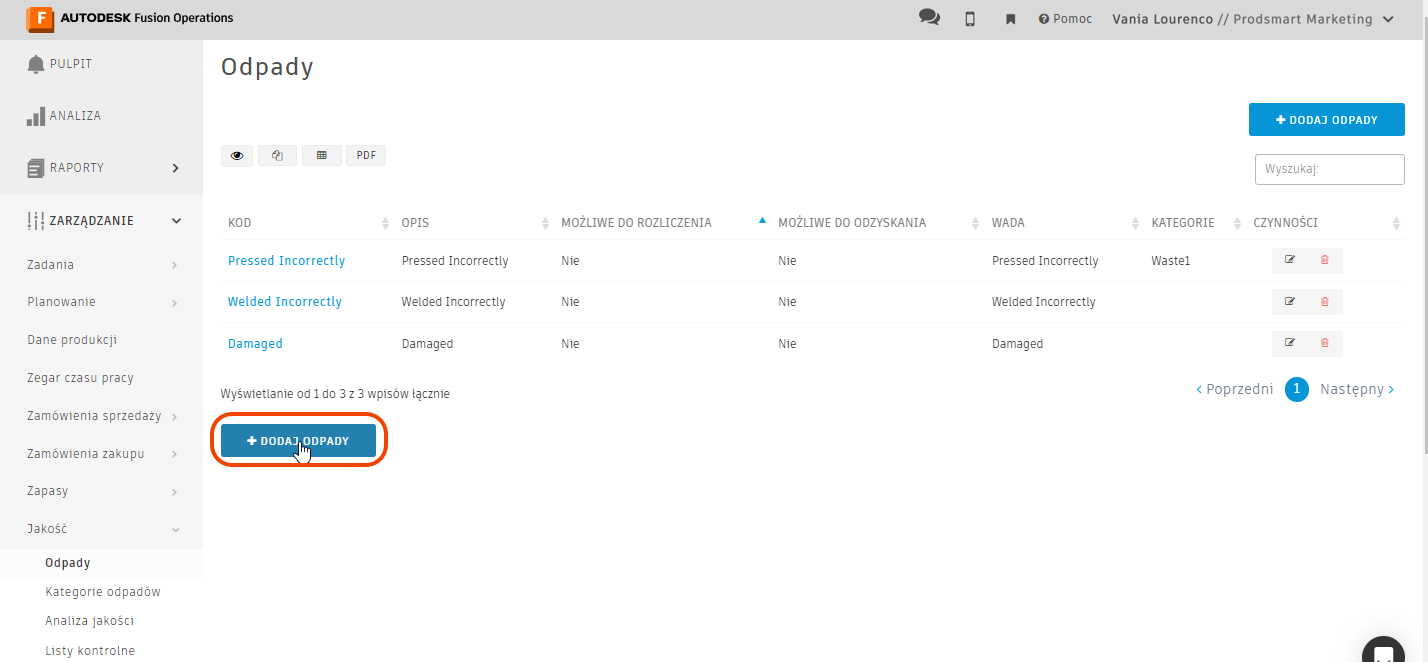 F AUTODESK Fusion Operations
Pomoc
Vania Lourenco // Prodsmart Marketing
PULPIT
ANALIZA
RAPORTY
ZARZĄDZANIE
Zadania
Planowanie
Dane produkcji
Zegar czasu pracy
Zamówienia sprzedaży
Zamówienia zakupu
Zapasy
Jakość
Odpady
Kategorie odpadów
Analiza jakości
Listy kontrolne
Odpady
+ DODAJ ODPADY
PDF
Wyszukaj:
KOD OPIS MOŻLIWE DO ROZLICZENIA MOŻLIWE DO ODZYSKANIA WADA KATEGORIE CZYNNOŚCI
Pressed Incorrectly Pressed Incorrectly Nie Nie Pressed Incorrectly Waste1
Welded Incorrectly Welded Incorrectly Nie Nie Welded Incorrectly
Damaged Damaged Nie Nie Damaged
Wyświetlanie od 1 do 3 z 3 wpisów łącznie
Poprzedni 1 Następny
+ DODAJ ODPADY